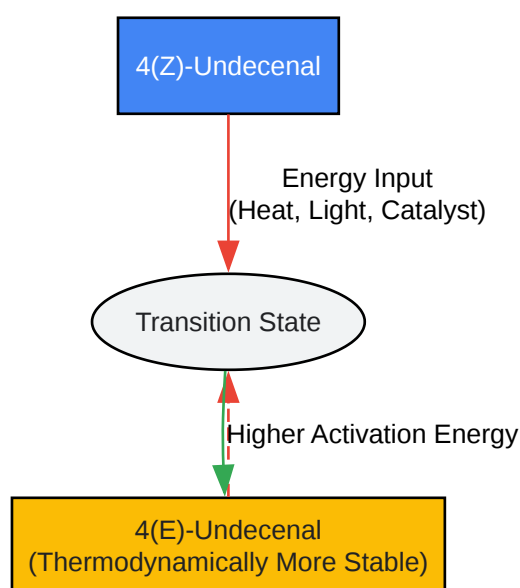 4(Z)-Undecenal
Energy Input
(Heat, Light, Catalyst)
Transition State
Higher Activation Energy
4(E)-Undecenal
(Thermodynamically More Stable)